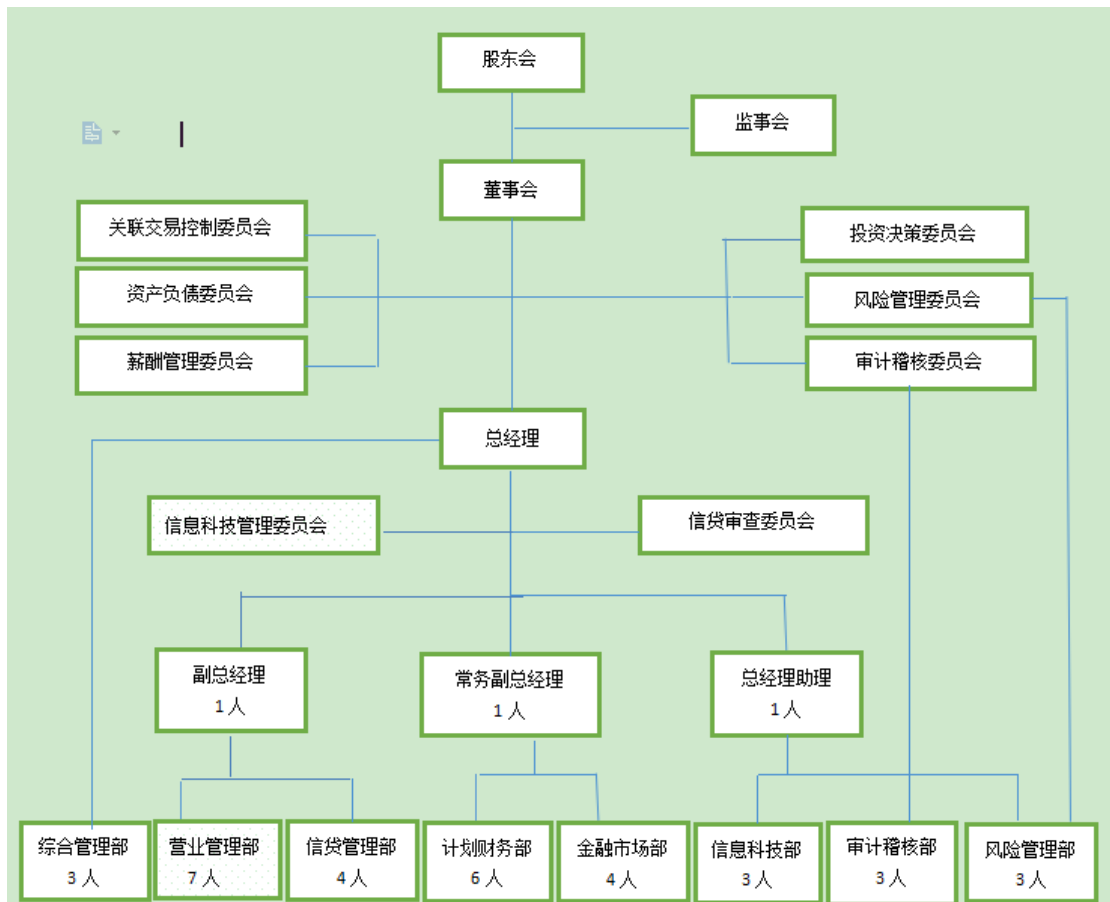 股东会
监事会
董事会
关联交易控制委员会
投资决策委员会
资产负债委员会
风险管理委员会
薪酬管理委员会
审计稽核委员会
总经理
信息科技管理委员会
信贷审查委员会
副总经理
1人
常务副总经理
1人
总经理助理
1人
综合管理部
3人
营业管理部
7人
信贷管理部
4人
计划财务部
6人
金融市场部
4人
信息科技部
3人
审计稽核部
3人
风险管理部
3人